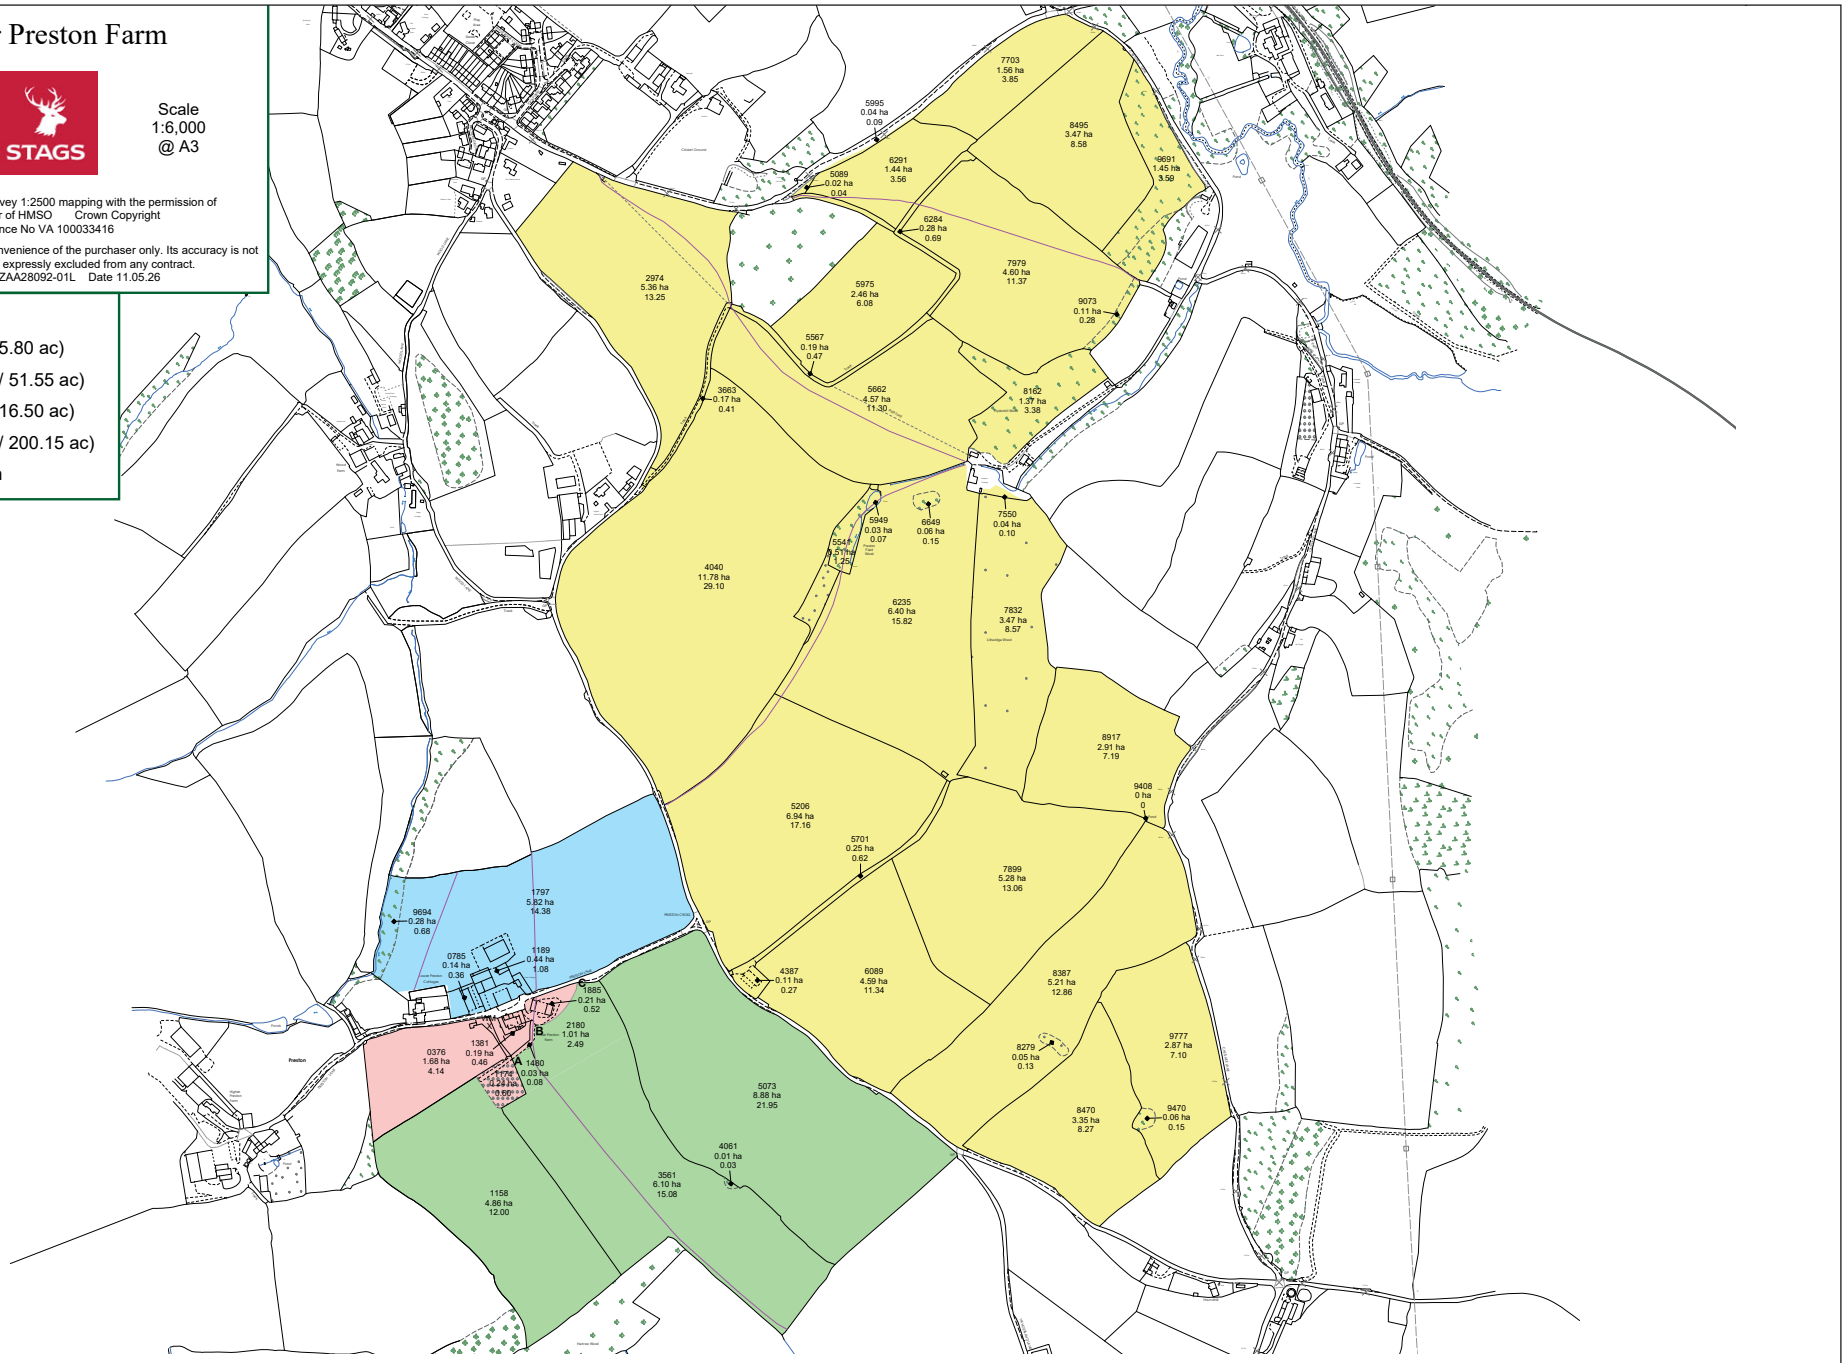 r Preston Farm
STAGS
Scale
1:6,000
@ A3
vey 1:2500 mapping with the permission of
r of HMSO Crown Copyright
nce No VA 100033416
nvenience of the purchaser only. Its accuracy is not
expressly excluded from any contract.
ZAA28092-01L Date 11.05.26
5.80 ac)
/ 51.55 ac)
16.50 ac)
/ 200.15 ac)
7703
1.56 ha
3.85
5995
0.04 ha
0.09
8495
3.47 ha
8.58
6291
1.44 ha
3.56
9691
1.45 ha
3.59
5089
0.02 ha
0.04
6284
0.28 ha
0.69
7979
4.60 ha
11.37
2974
5.36 ha
13.25
5975
2.46 ha
6.08
9073
0.11 ha
0.28
5567
0.19 ha
0.47
3663
0.17 ha
0.41
5662
4.57 ha
11.30
8162
1.37 ha
3.38
5949
0.03 ha
0.07
6649
0.06 ha
0.15
7550
0.04 ha
0.10
5541
0.51 ha
1.25
4040
11.78 ha
29.10
6235
6.40 ha
15.82
7832
3.47 ha
8.57
8917
2.91 ha
7.19
9408
0 ha
0
5206
6.94 ha
17.16
5701
0.25 ha
0.62
7899
5.28 ha
13.06
1797
5.82 ha
14.38
9694
0.28 ha
0.68
0785
0.14 ha
0.36
1189
0.44 ha
1.08
4387
0.11 ha
0.27
6089
4.59 ha
11.34
8387
5.21 ha
12.86
C
1885
0.21 ha
0.52
B
2180
1.01 ha
2.49
1381
0.19 ha
0.46
0376
1.68 ha
4.14
Preston
A
1480
0.03 ha
0.08
1174
0.24 ha
0.60
8279
0.05 ha
0.13
9777
2.87 ha
7.10
5073
8.88 ha
21.95
8470
3.35 ha
8.27
9470
0.06 ha
0.15
4061
0.01 ha
0.03
3561
6.10 ha
15.08
1158
4.86 ha
12.00